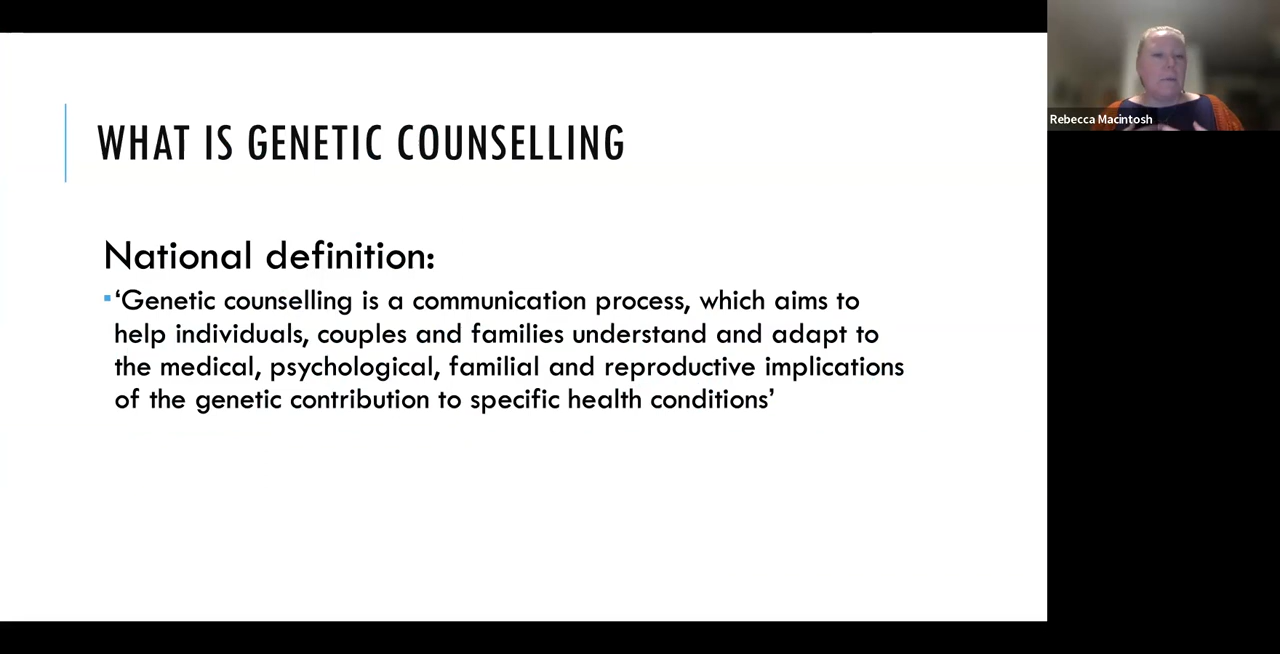 WHAT IS GENETIC COUNSELLING
National definition:
‘Genetic counselling is a communication process, which aims to
help individuals, couples and families understand and adapt to
the medical, psychological, familial and reproductive implications
of the genetic contribution to specific health conditions’
Rebecca Macintosh